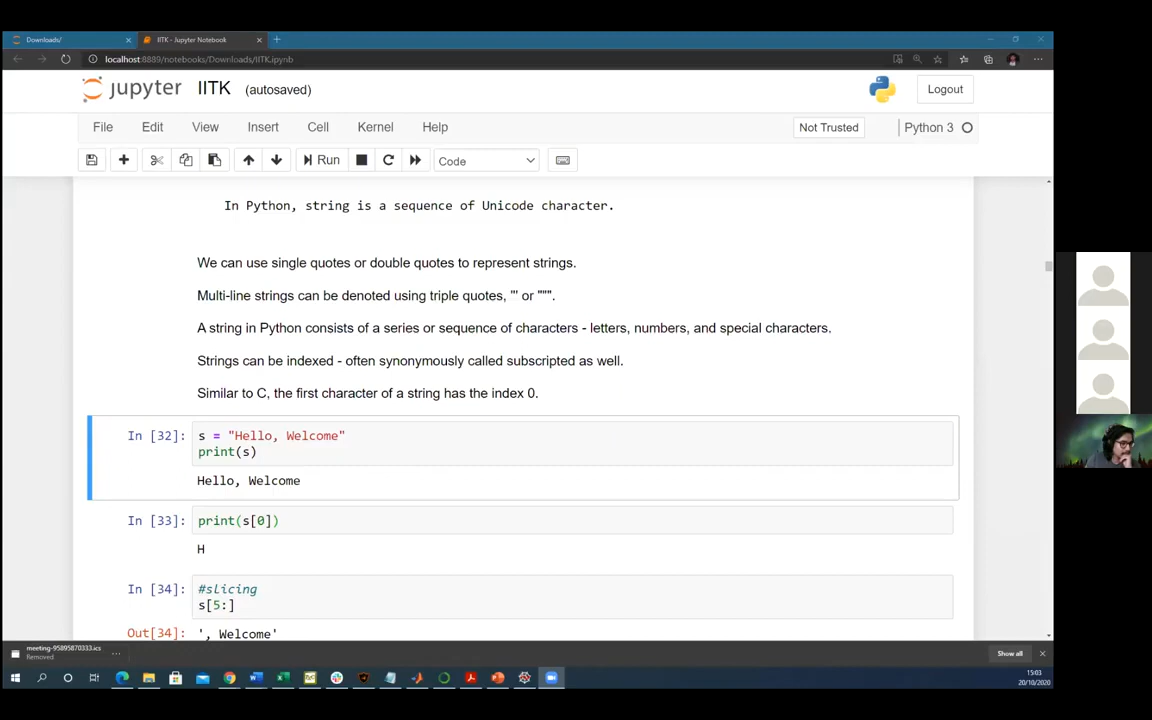 Downloads/
IITK - Jupyter Notebook
localhost:8889/notebooks/Downloads/IITK.ipynb
jupyter IITK (autosaved) Logout
File Edit View Insert Cell Kernel Help Not Trusted Python 3
Run Code
In Python, string is a sequence of Unicode character.
We can use single quotes or double quotes to represent strings.
Multi-line strings can be denoted using triple quotes, ''' or """.
A string in Python consists of a series or sequence of characters - letters, numbers, and special characters.
Strings can be indexed - often synonymously called subscripted as well.
Similar to C, the first character of a string has the index 0.
In [32]: s = "Hello, Welcome"
print(s)
Hello, Welcome
In [33]: print(s[0])
H
In [34]: #slicing
s[5:]
Out[34]: ', Welcome'
meeting-95895870333.ics
Removed
Show all
15:03
20/10/2020